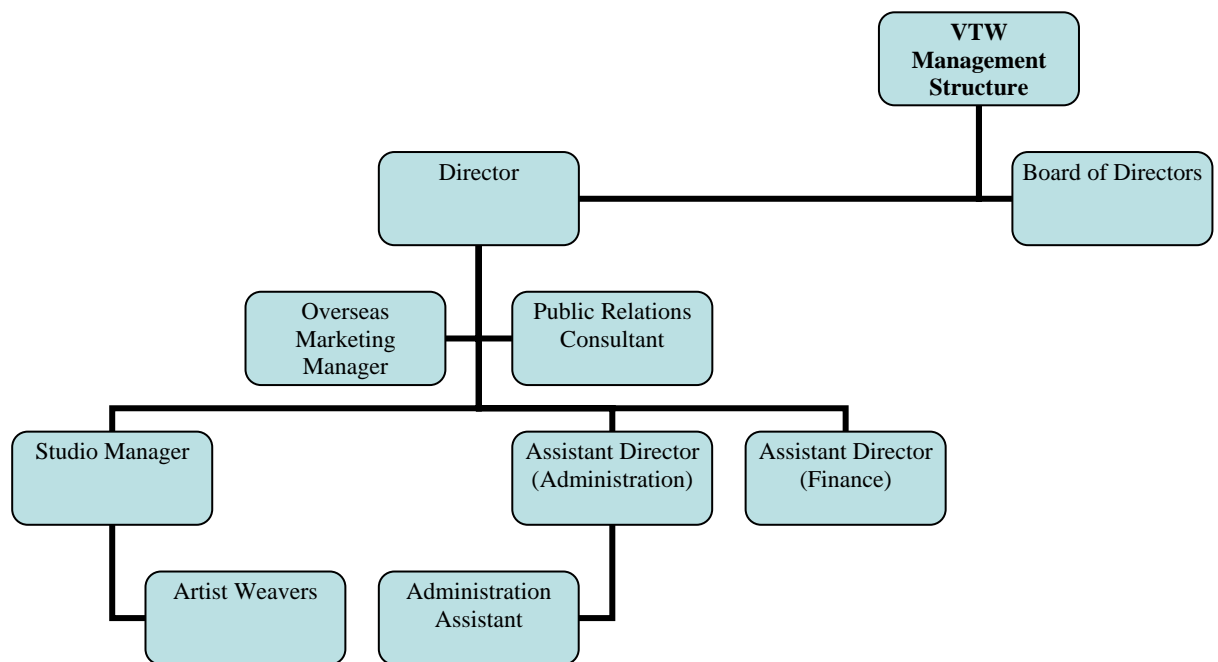 VTW
Management
Structure
Director
Board of Directors
Overseas
Marketing
Manager
Public Relations
Consultant
Studio Manager
Assistant Director
(Administration)
Assistant Director
(Finance)
Artist Weavers
Administration
Assistant